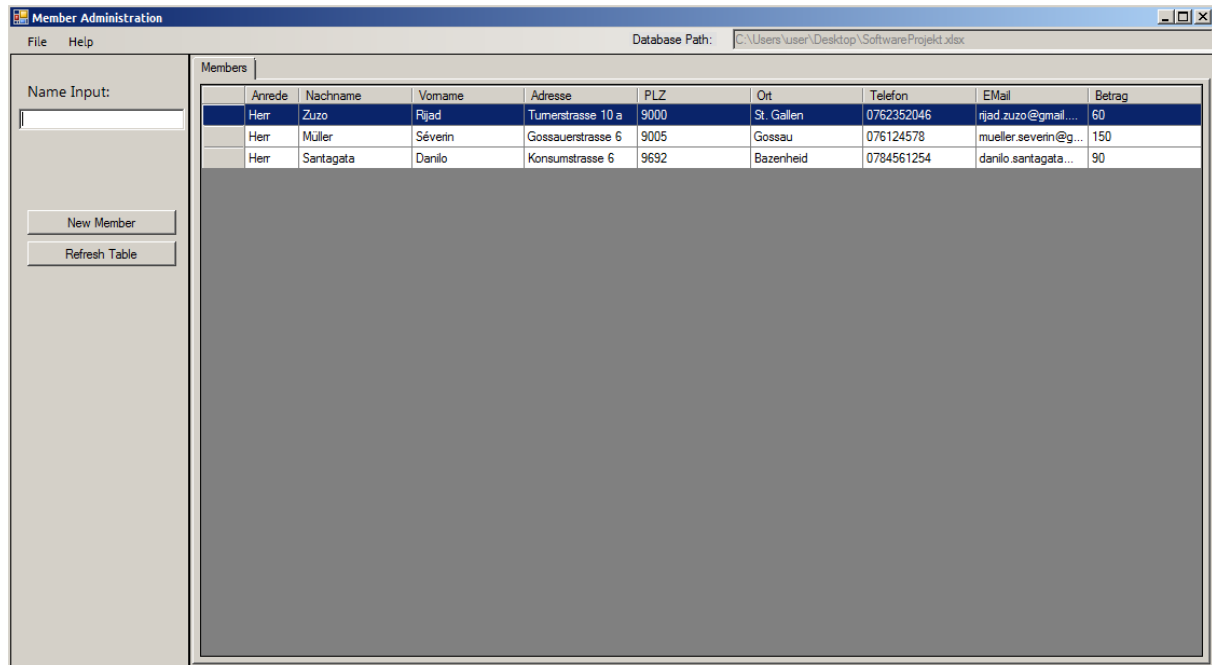 Member Administration
File Help Database Path: C:\Users\user\Desktop\SoftwareProjekt.xlsx
Members
Name Input:
Anrede Nachname Vorname Adresse PLZ Ort Telefon EMail Betrag
Herr Zuzo Rijad Turnerstrasse 10 a 9000 St. Gallen 0762352046 rijad.zuzo@gmail.... 60
Herr Müller Séverin Gossauerstrasse 6 9005 Gossau 076124578 mueller.severin@g... 150
Herr Santagata Danilo Konsumstrasse 6 9692 Bazenheid 0784561254 danilo.santagata... 90
New Member
Refresh Table